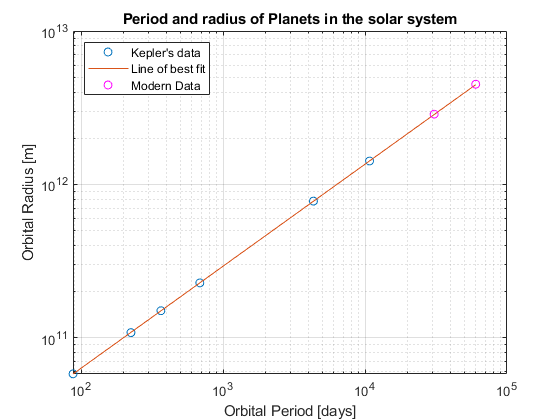 Period and radius of Planets in the solar system
10^13
Kepler's data
Line of best fit
Modern Data
10^12
10^11
Orbital Radius [m]
10^2 10^3 10^4 10^5
Orbital Period [days]